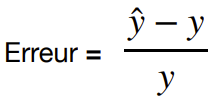 Erreur = (ŷ − y) / y